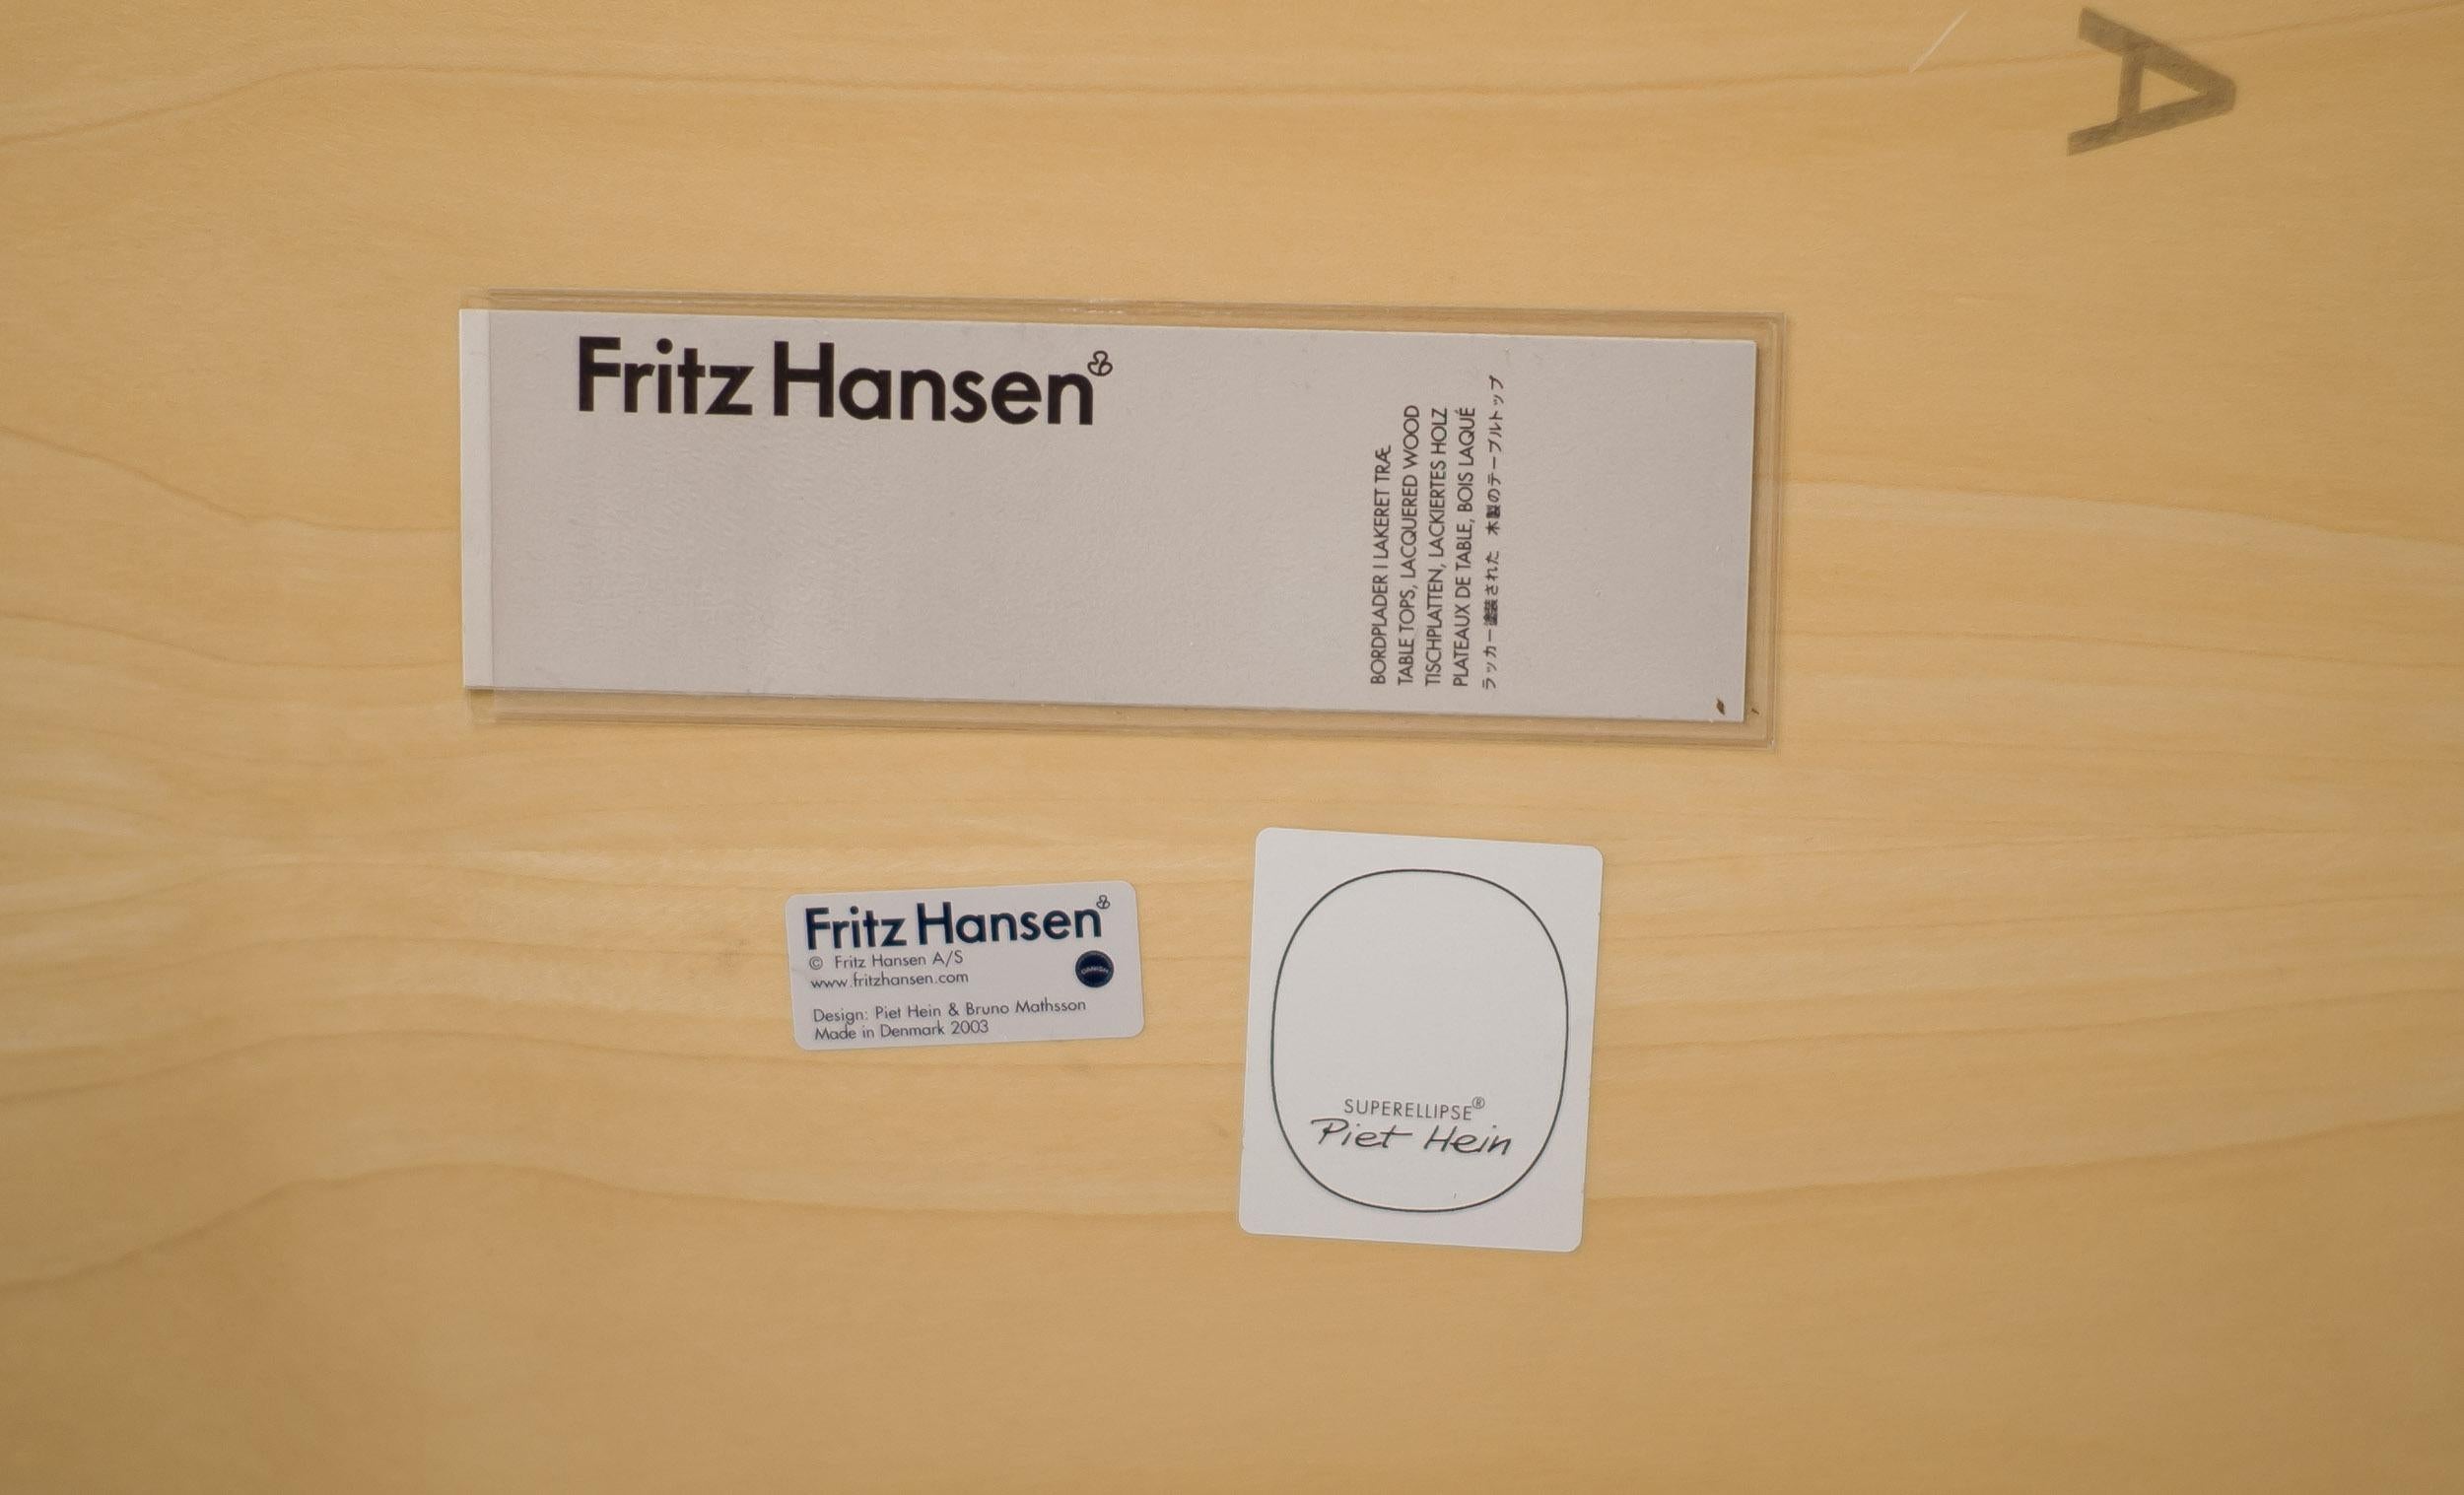 A
Fritz Hansen
BORDPLADER I LAKERET TRÆ
TABLE TOPS, LACQUERED WOOD
TISCHPLATTEN, LACKIERTES HOLZ
PLATEAUX DE TABLE, BOIS LAQUÉ
ラッカー塗装された 木製のテーブルトップ
Fritz Hansen
© Fritz Hansen A/S
www.fritzhansen.com
Design: Piet Hein & Bruno Mathsson
Made in Denmark 2003
SUPERELLIPSE®
Piet Hein